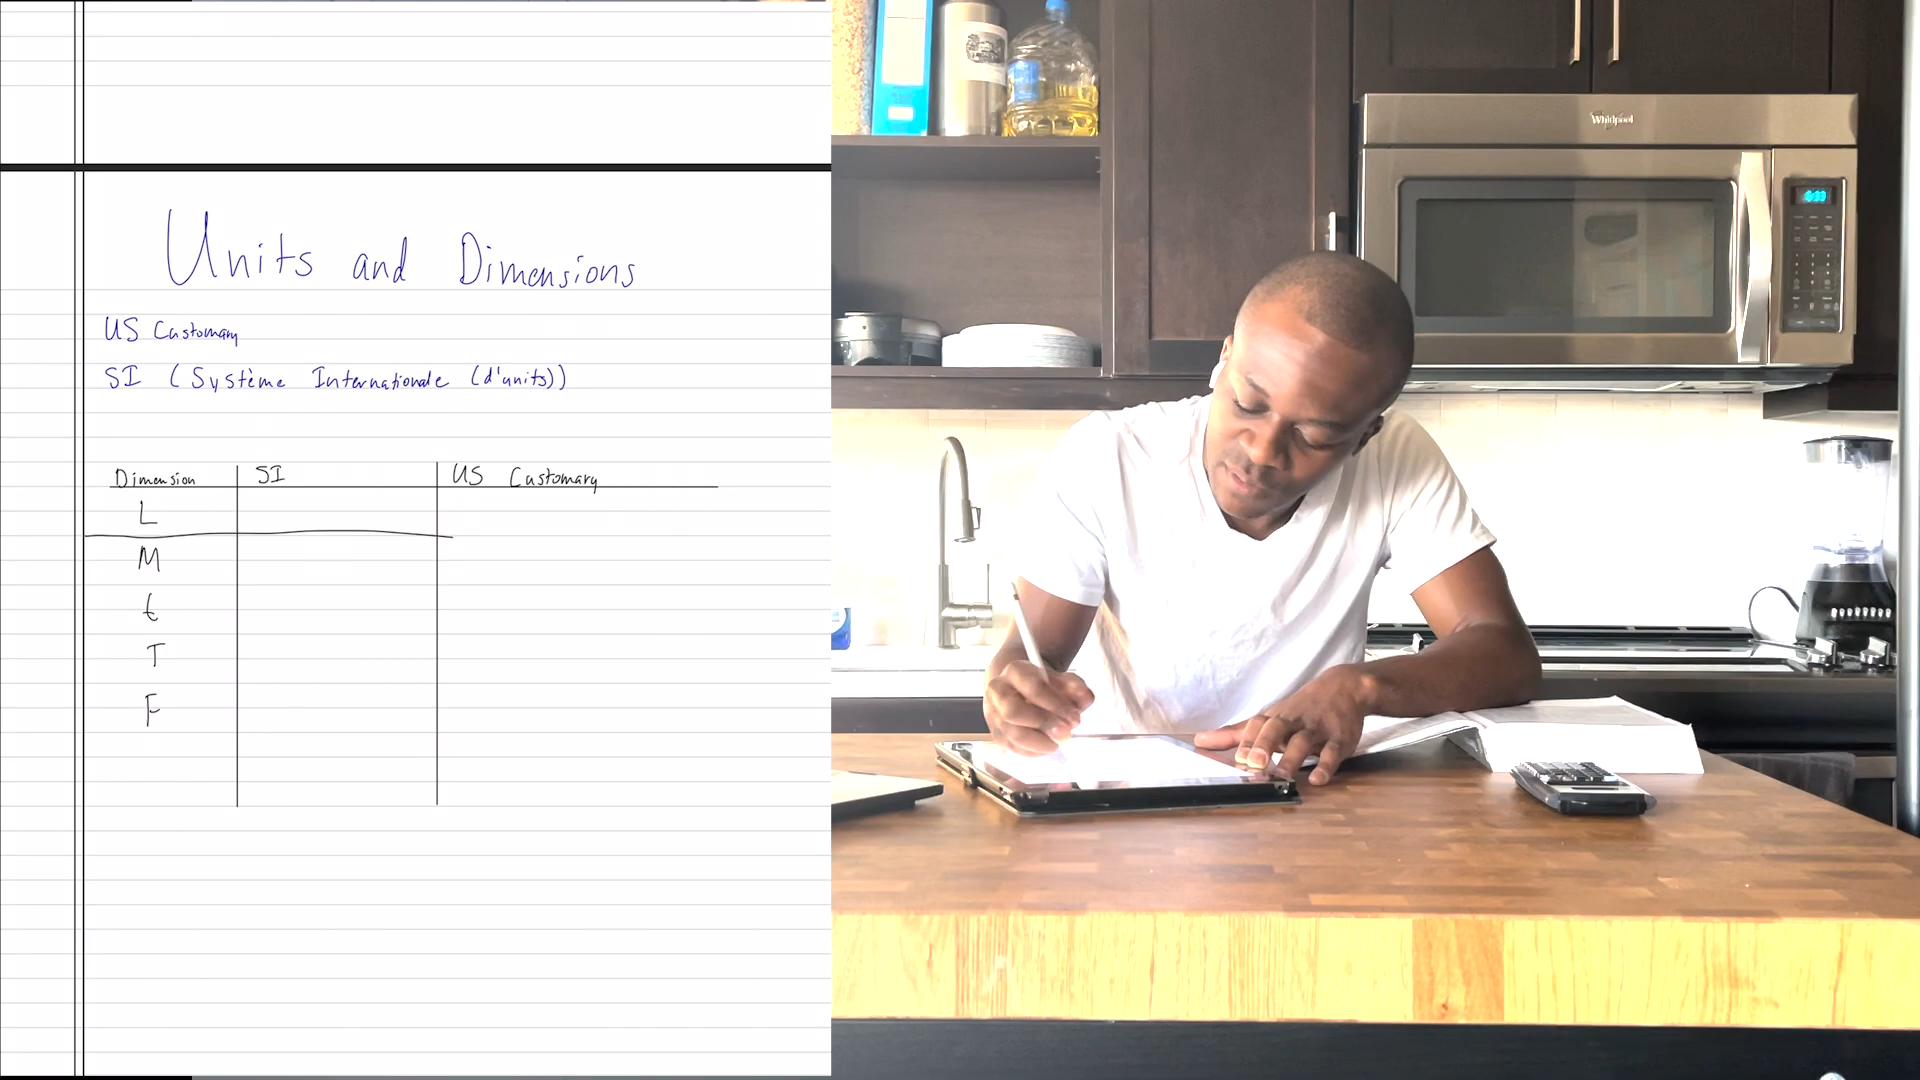 Units and Dimensions
US Customary
SI (Système Internationale (d'units))
Dimension SI US Customary
L
M
t
T
F
Whirlpool